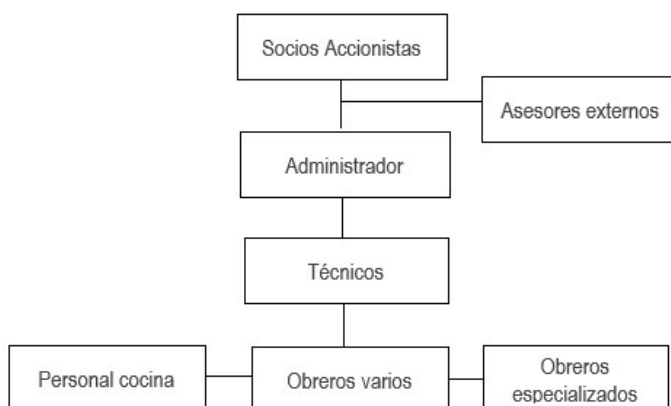 Socios Accionistas
Asesores externos
Administrador
Técnicos
Personal cocina
Obreros varios
Obreros
especializados